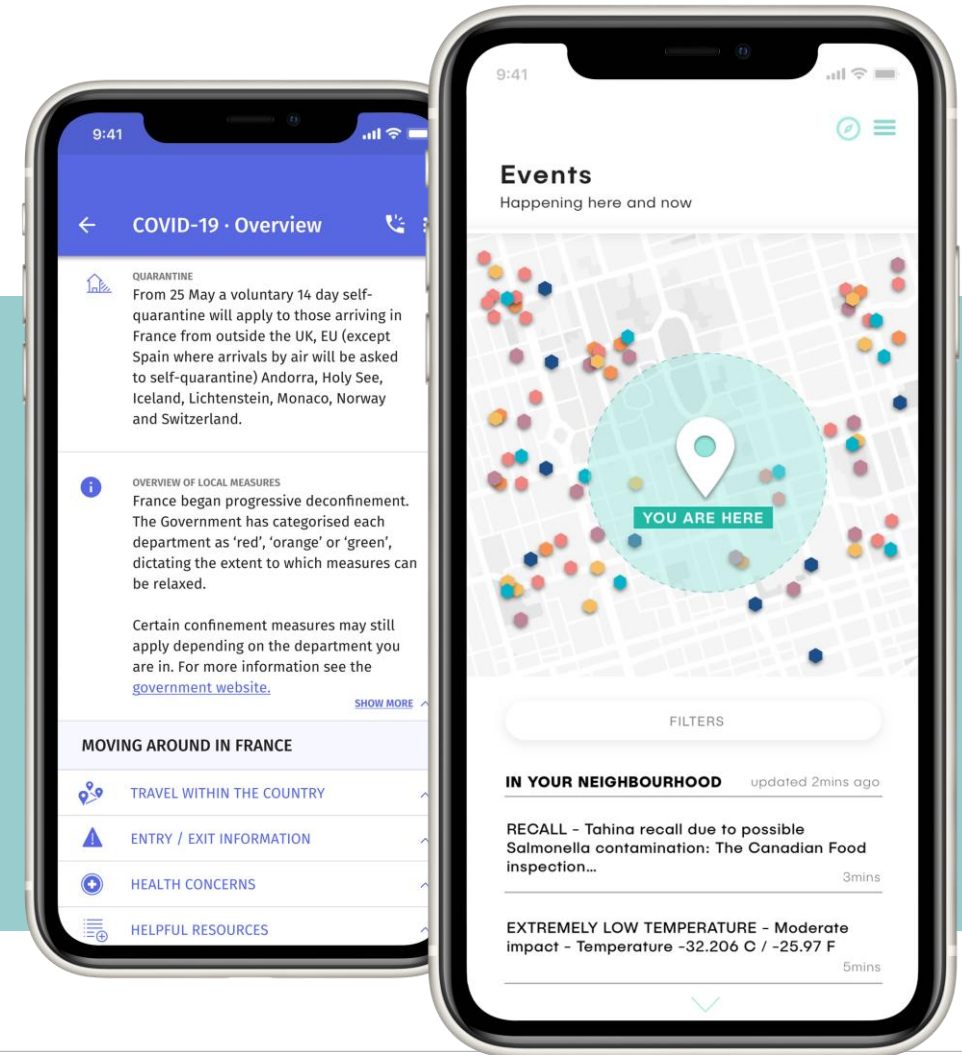 9:41
COVID-19 · Overview
QUARANTINE
From 25 May a voluntary 14 day self-
quarantine will apply to those arriving in
France from outside the UK, EU (except
Spain where arrivals by air will be asked
to self-quarantine) Andorra, Holy See,
Iceland, Lichtenstein, Monaco, Norway
and Switzerland.
OVERVIEW OF LOCAL MEASURES
France began progressive deconfinement.
The Government has categorised each
department as ‘red’, ‘orange’ or ‘green’,
dictating the extent to which measures can
be relaxed.
Certain confinement measures may still
apply depending on the department you
are in. For more information see the
government website.
SHOW MORE
MOVING AROUND IN FRANCE
TRAVEL WITHIN THE COUNTRY
ENTRY / EXIT INFORMATION
HEALTH CONCERNS
HELPFUL RESOURCES
9:41
Events
Happening here and now
YOU ARE HERE
FILTERS
IN YOUR NEIGHBOURHOOD updated 2mins ago
RECALL - Tahina recall due to possible
Salmonella contamination: The Canadian Food
inspection...
3mins
EXTREMELY LOW TEMPERATURE - Moderate
impact - Temperature -32.206 C / -25.97 F
5mins